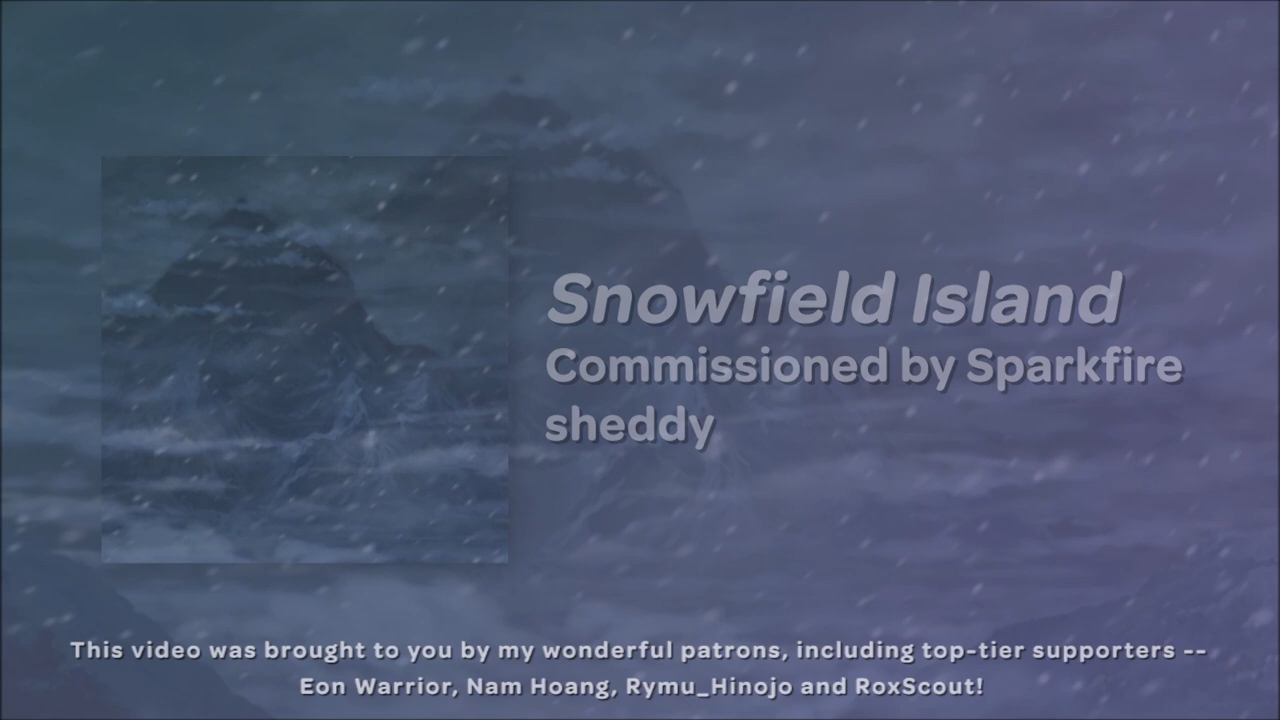 Snowfield Island
Commissioned by Sparkfire
sheddy
This video was brought to you by my wonderful patrons, including top-tier supporters --
Eon Warrior, Nam Hoang, Rymu_Hinojo and RoxScout!